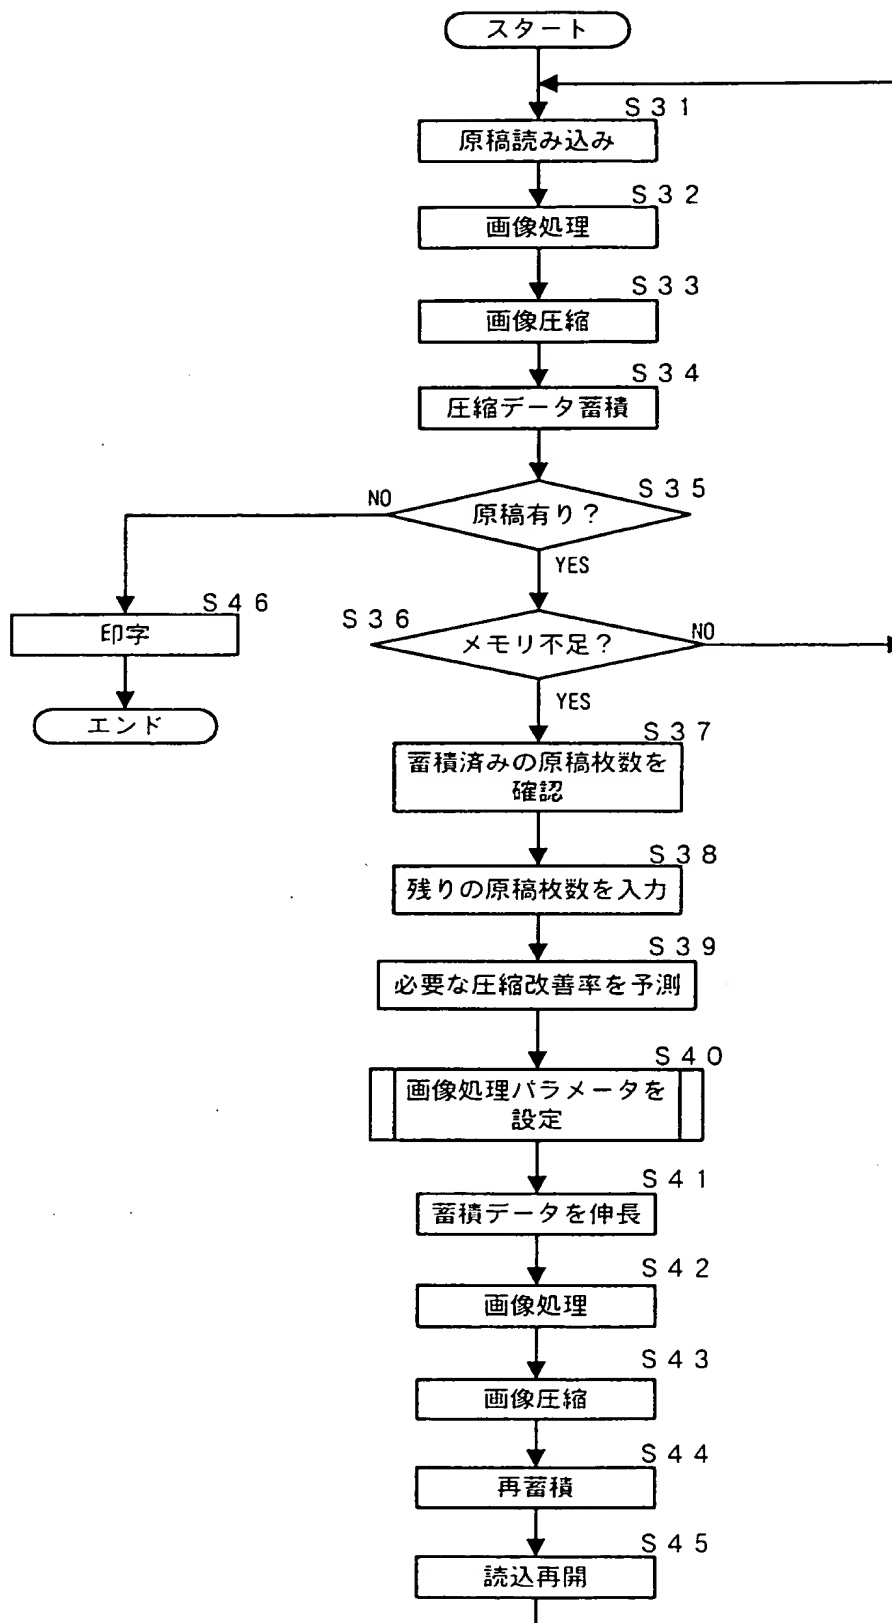 スタート
S31
原稿読み込み
S32
画像処理
S33
画像圧縮
S34
圧縮データ蓄積
S35
原稿有り？
NO
YES
S46
印字
エンド
S36
メモリ不足？
NO
YES
S37
蓄積済みの原稿枚数を
確認
S38
残りの原稿枚数を入力
S39
必要な圧縮改善率を予測
S40
画像処理パラメータを
設定
S41
蓄積データを伸長
S42
画像処理
S43
画像圧縮
S44
再蓄積
S45
読込再開